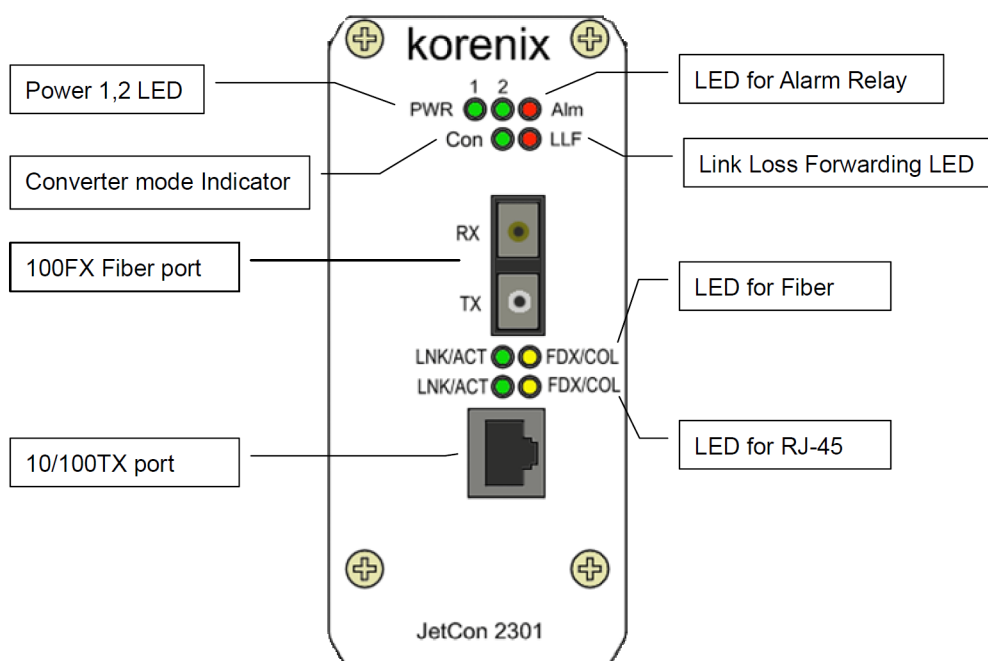 korenix
Power 1,2 LED
LED for Alarm Relay
1 2
PWR Alm
Con LLF
Converter mode Indicator
Link Loss Forwarding LED
RX
100FX Fiber port
LED for Fiber
TX
LNK/ACT FDX/COL
LNK/ACT FDX/COL
10/100TX port
LED for RJ-45
JetCon 2301